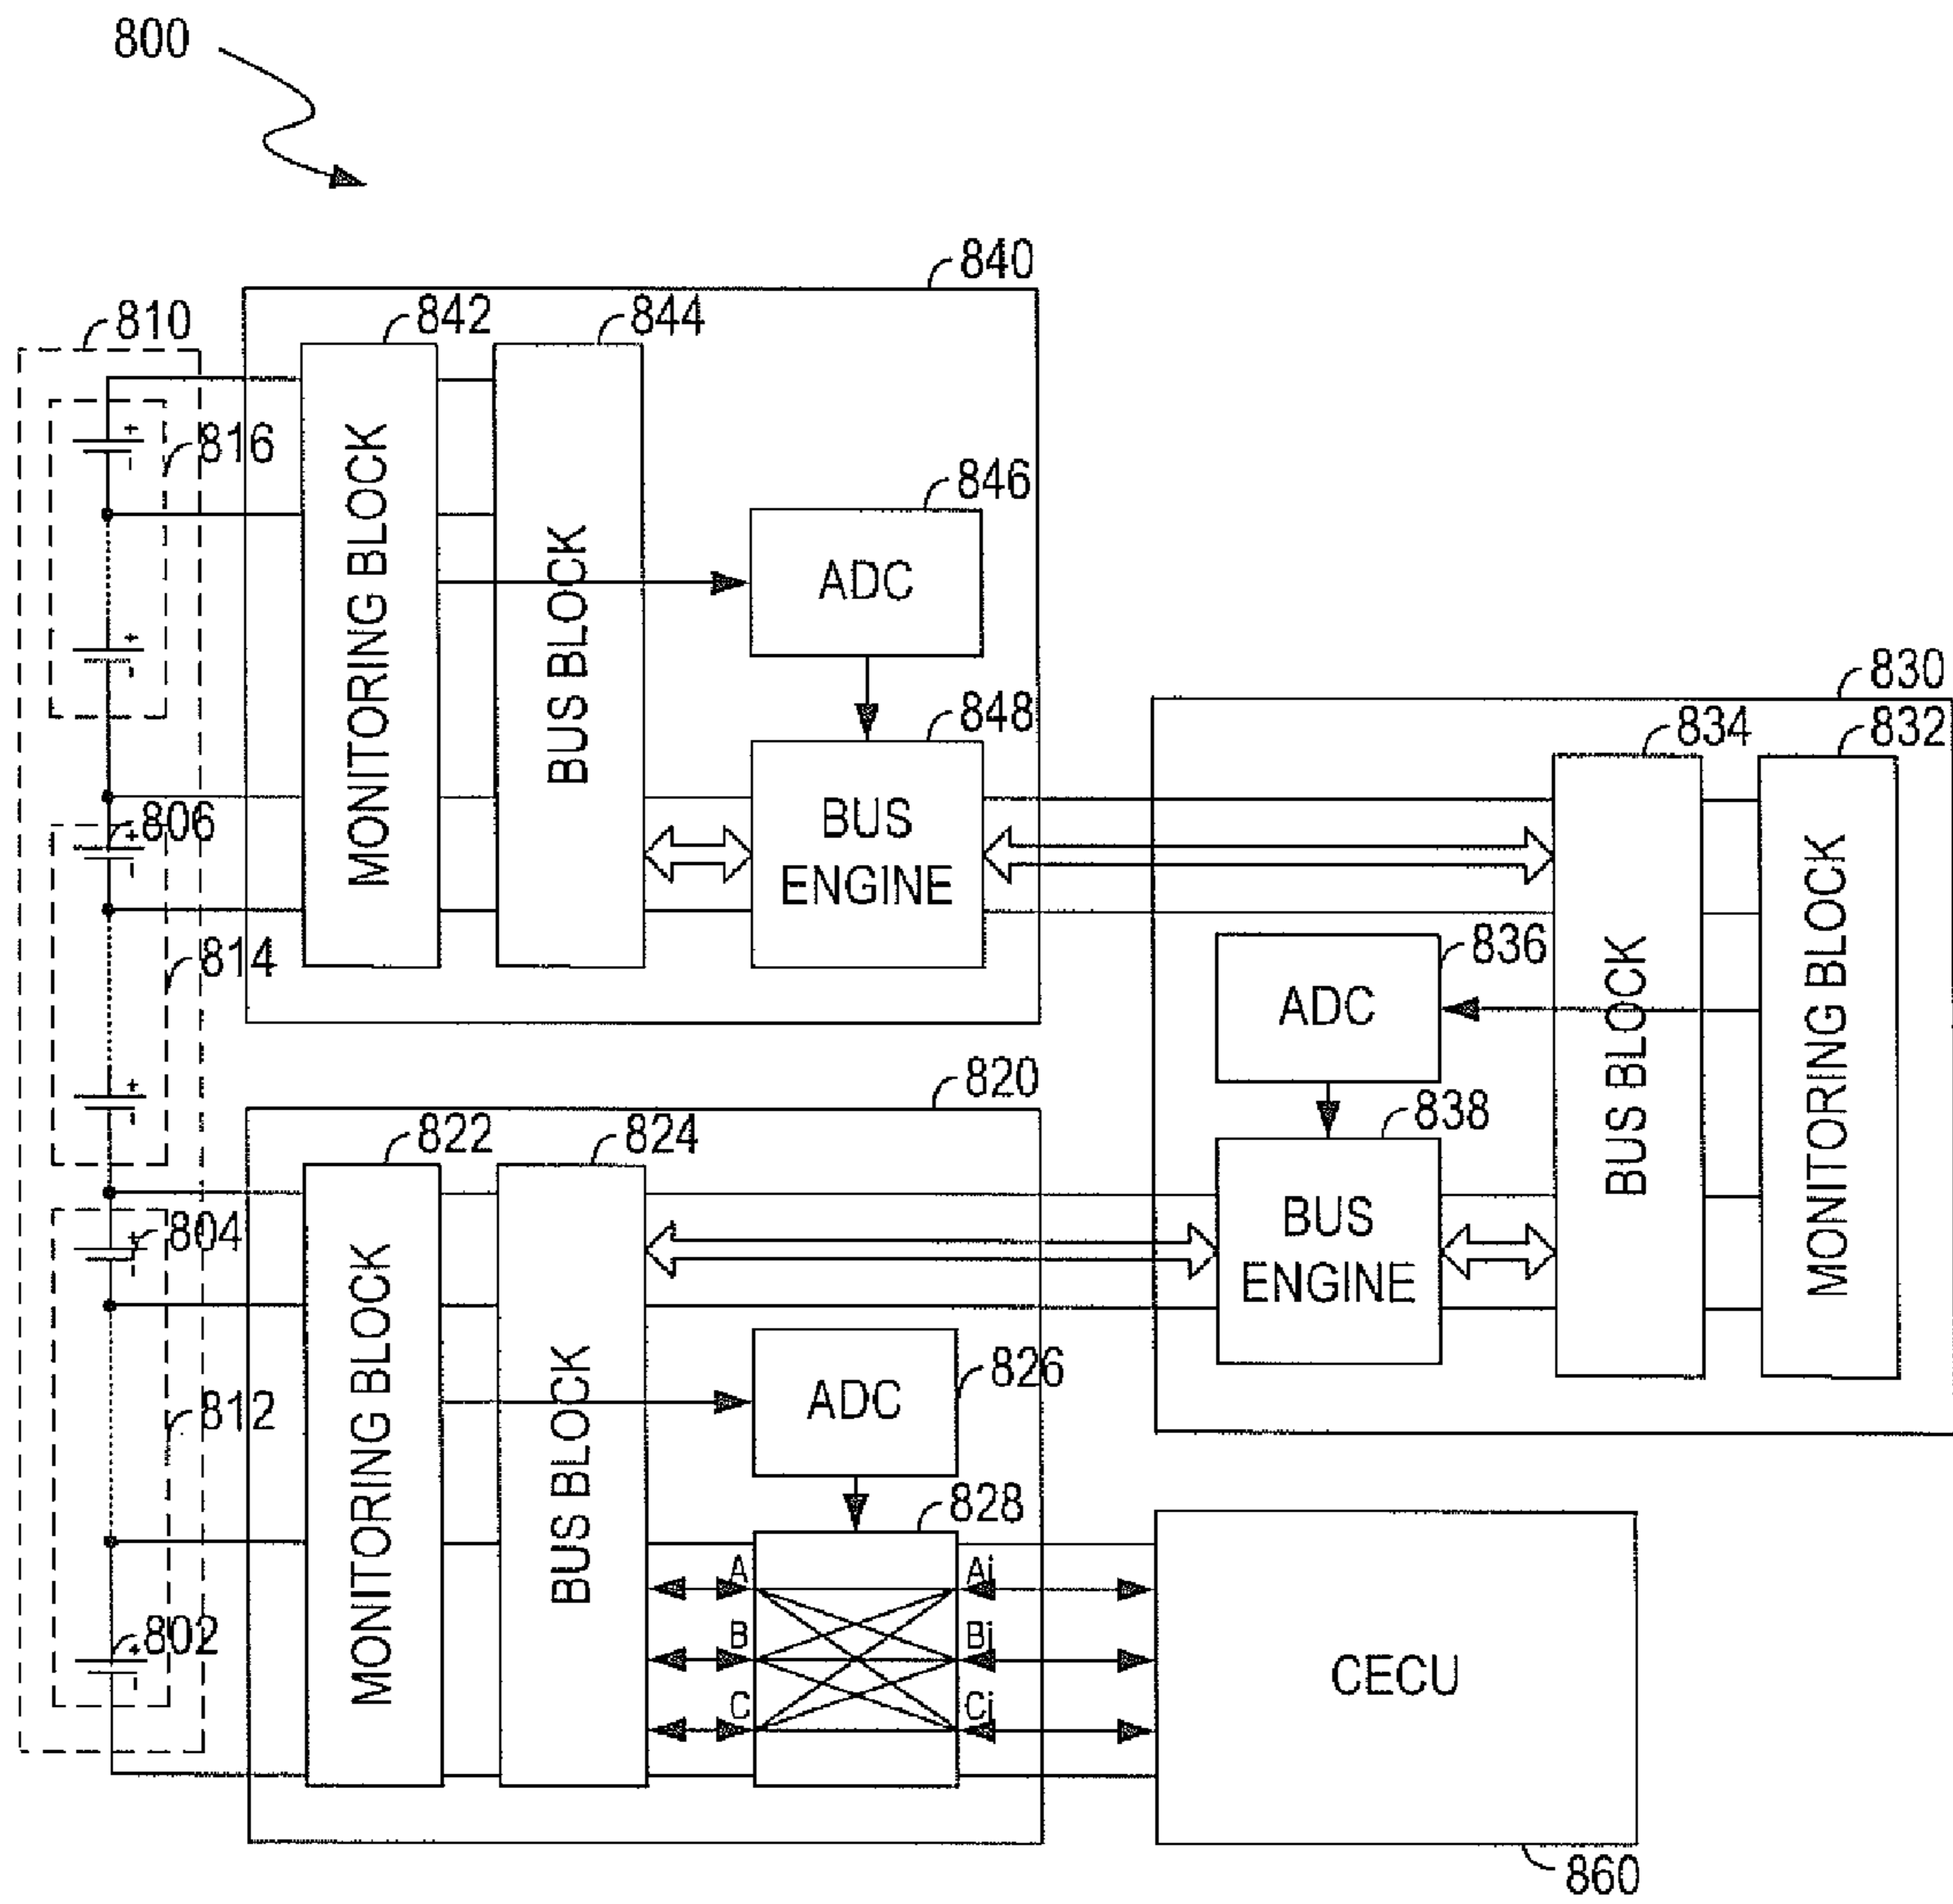 800
840
810
842
844
816
MONITORING BLOCK
BUS BLOCK
846
ADC
830
848
834
832
806
BUS
ENGINE
BUS BLOCK
MONITORING BLOCK
814
836
ADC
820
822
824
838
804
BUS
ENGINE
MONITORING BLOCK
BUS BLOCK
826
ADC
812
828
A
Ai
B
Bi
802
C
Ci
CECU
860